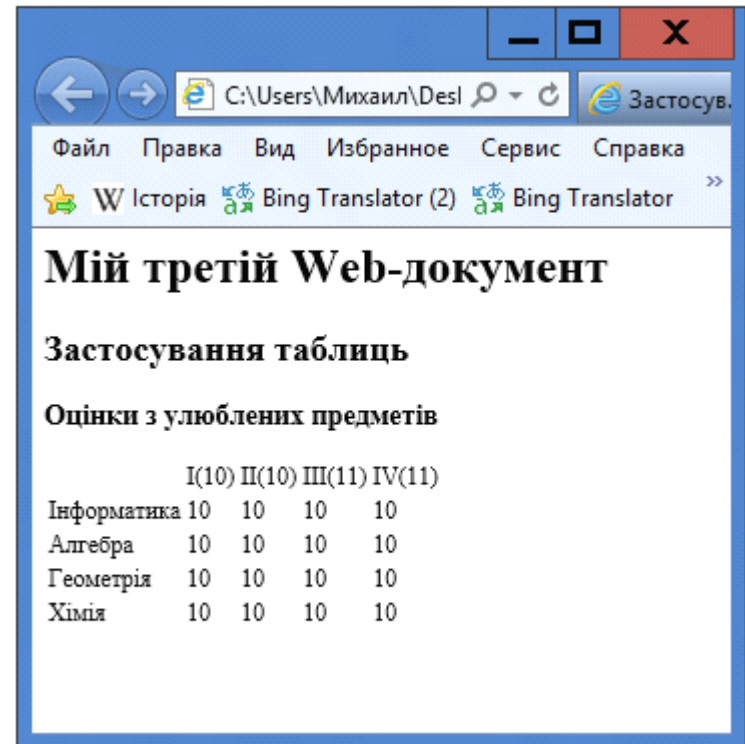 X
C:\Users\Михаил\Desl Застосув.
Файл Правка Вид Избранное Сервис Справка
W Історія Bing Translator (2) Bing Translator »
Мій третій Web-документ
Застосування таблиць
Оцінки з улюблених предметів
I(10) II(10) III(11) IV(11)
Інформатика 10 10 10 10
Алгебра 10 10 10 10
Геометрія 10 10 10 10
Хімія 10 10 10 10